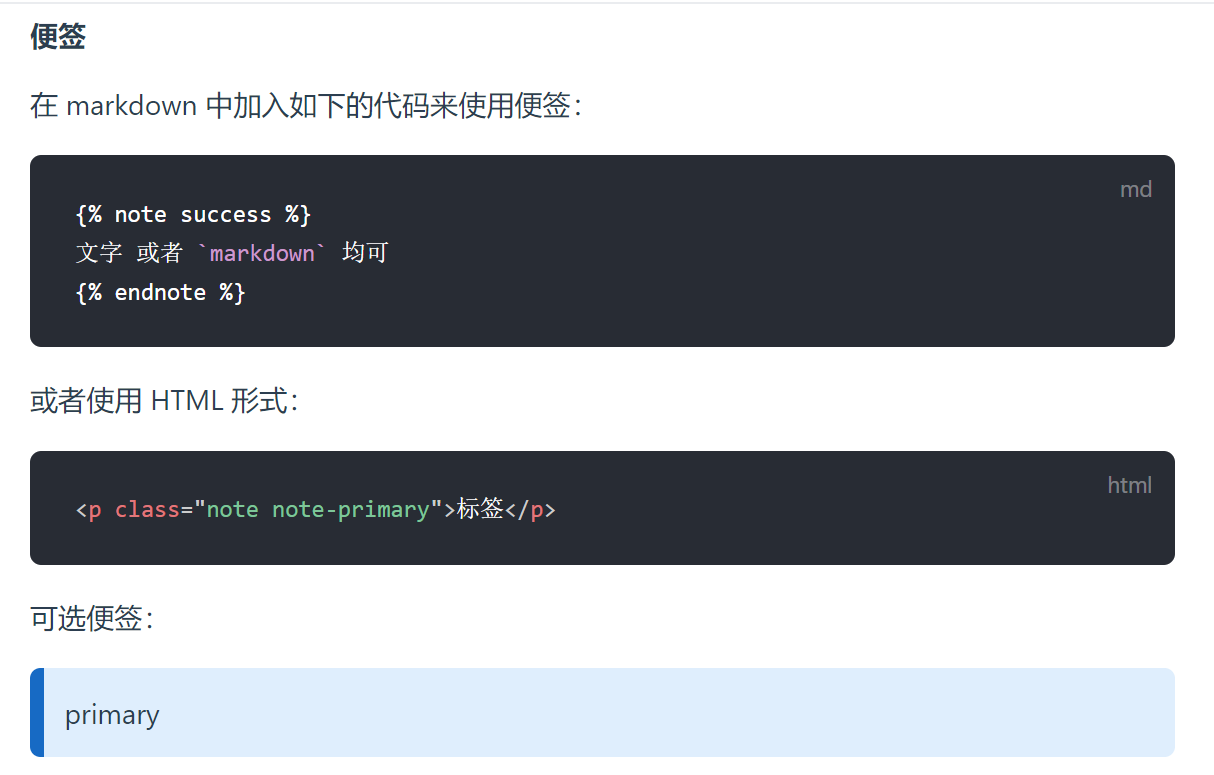 便签
在 markdown 中加入如下的代码来使用便签：
md
{% note success %}
文字 或者 `markdown` 均可
{% endnote %}
或者使用 HTML 形式：
html
<p class="note note-primary">标签</p>
可选便签：
primary